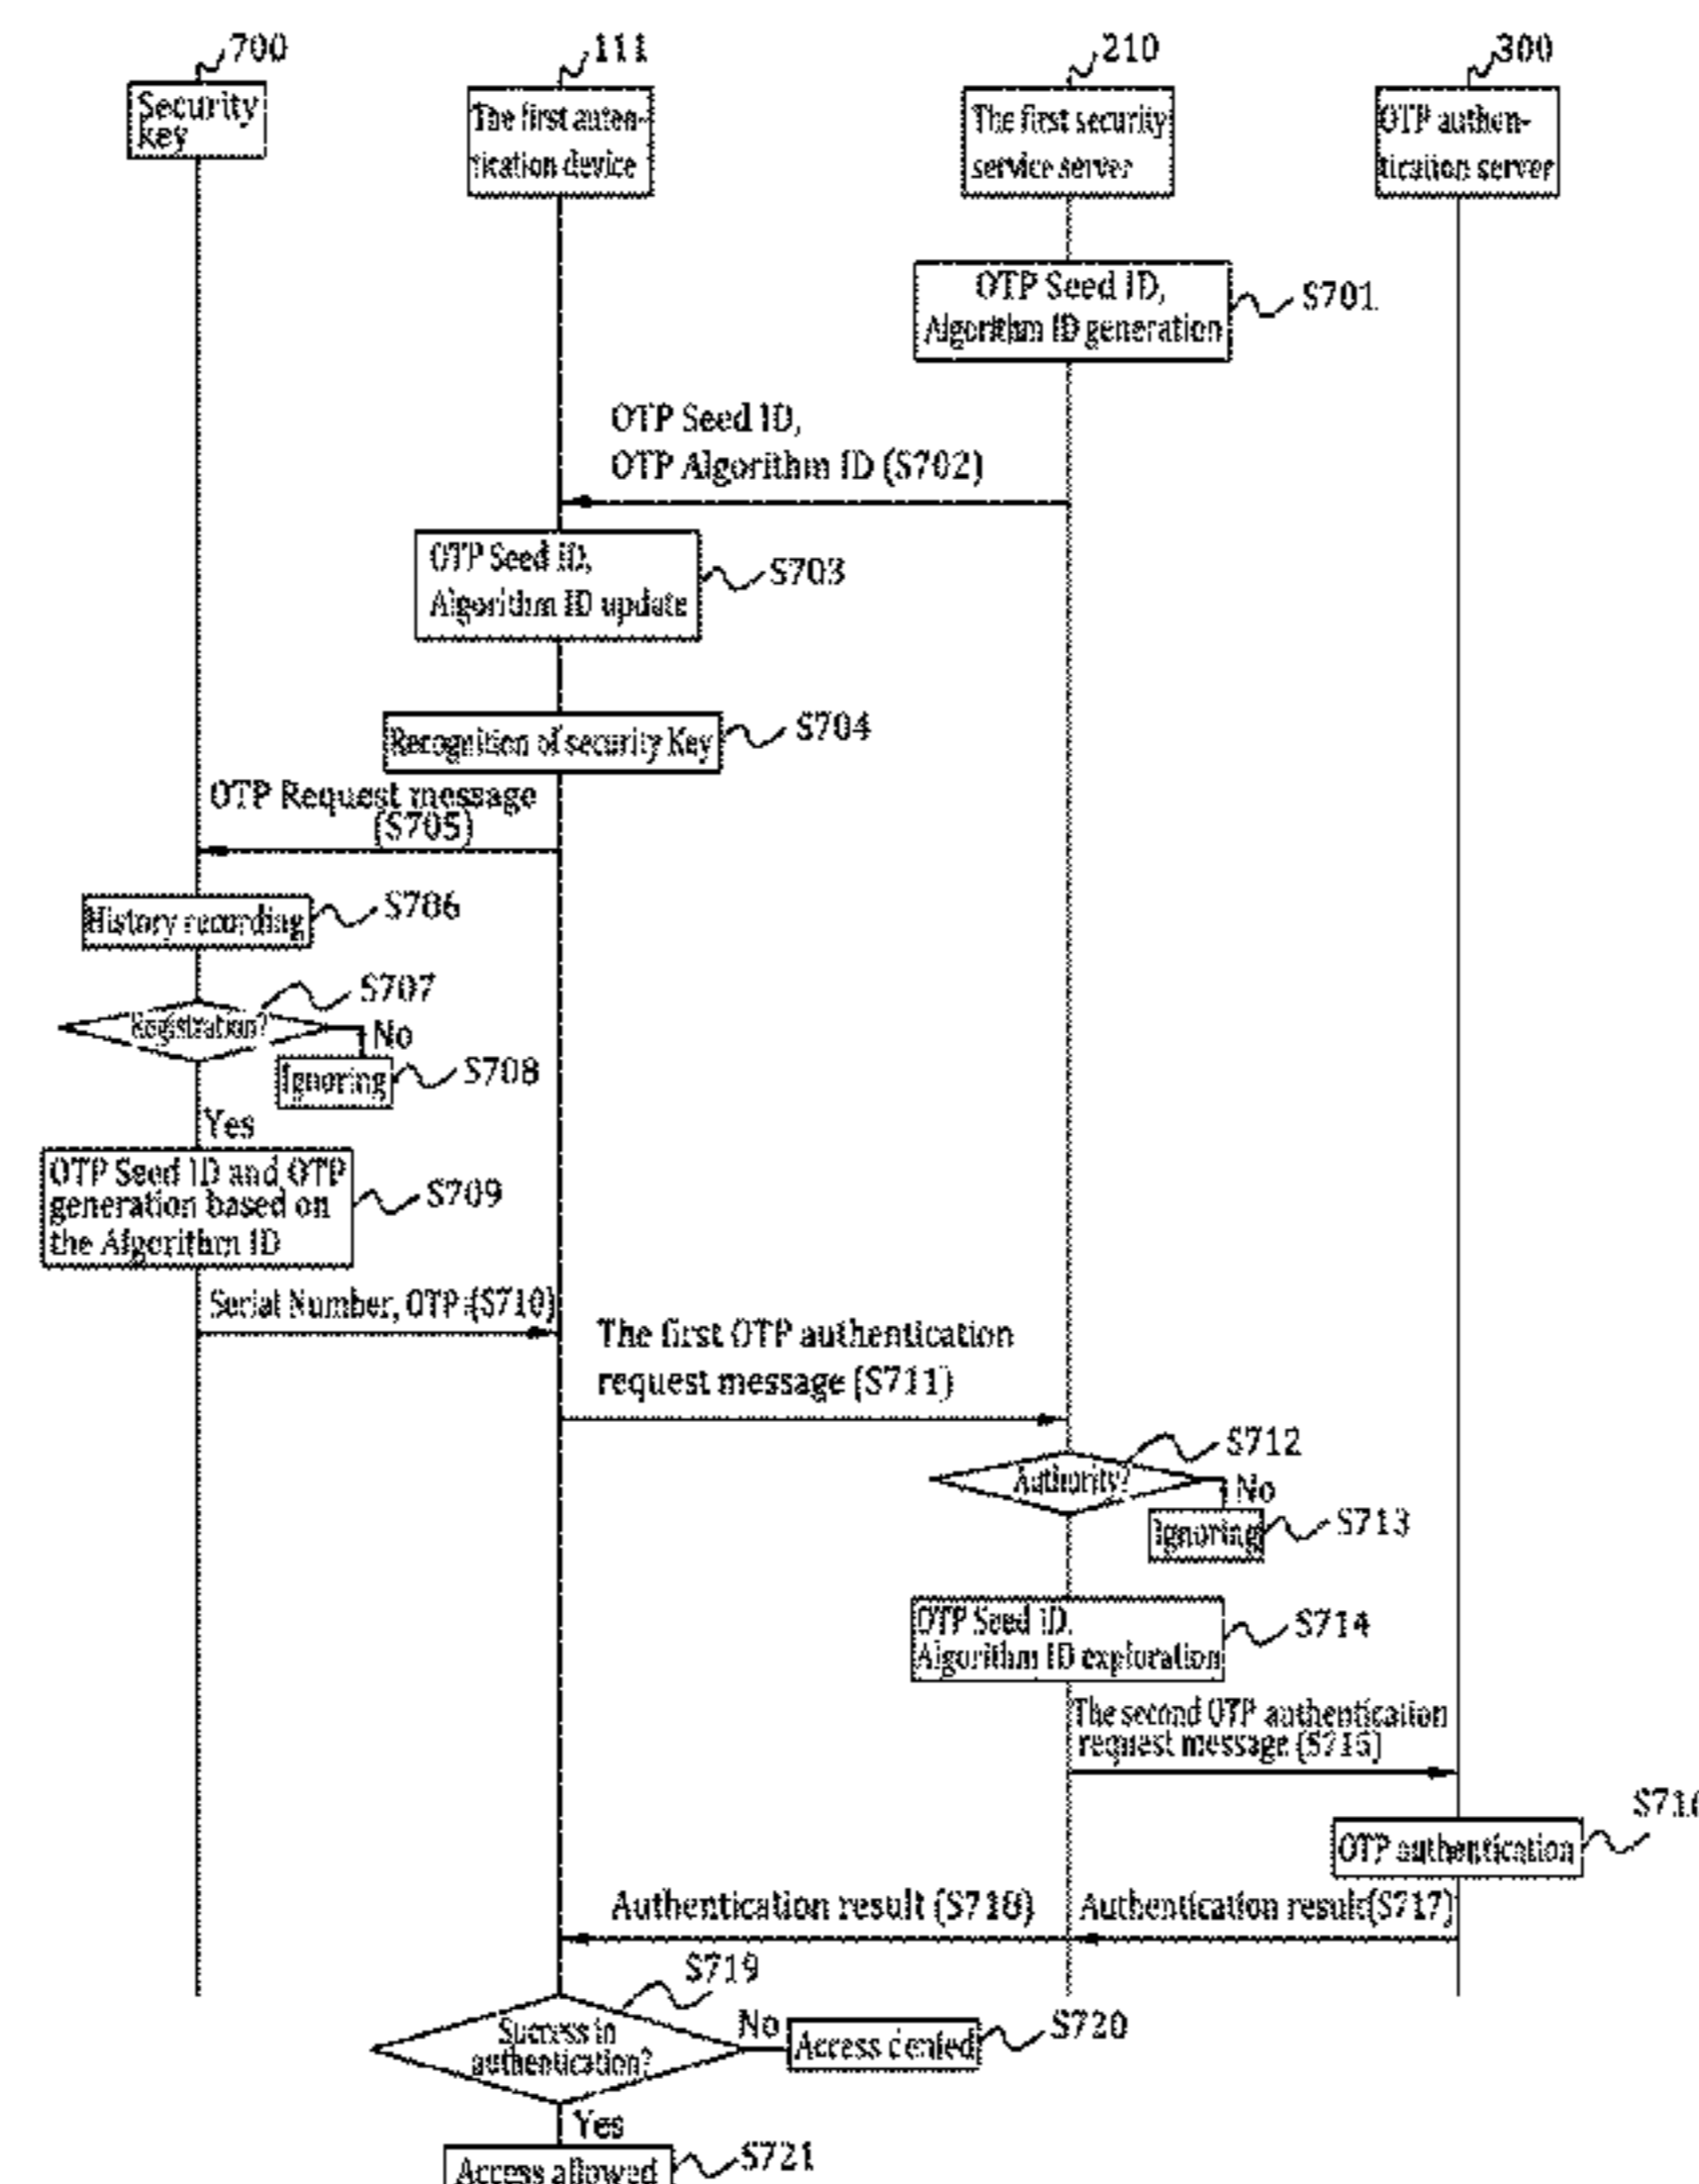 700
111
210
300
Security
key
The first auten-
tication device
The first security
service server
OTP authen-
tication server
OTP Seed ID,
Algorithm ID generation
S701
OTP Seed ID,
OTP Algorithm ID (S702)
OTP Seed ID,
Algorithm ID update
S703
Recognition of security Key
S704
OTP Request message
(S705)
History recording
S706
Registration?
S707
No
Ignoring
S708
Yes
OTP Seed ID and OTP
generation based on
the Algorithm ID
S709
Serial Number, OTP (S710)
The first OTP authentication
request message (S711)
Authority?
S712
No
Ignoring
S713
OTP Seed ID,
Algorithm ID exploration
S714
The second OTP authentication
request message (S715)
OTP authentication
Authentication result (S718)
Authentication result(S717)
Success in
authentication?
S719
No
Access denied
S720
Yes
Access allowed
S721